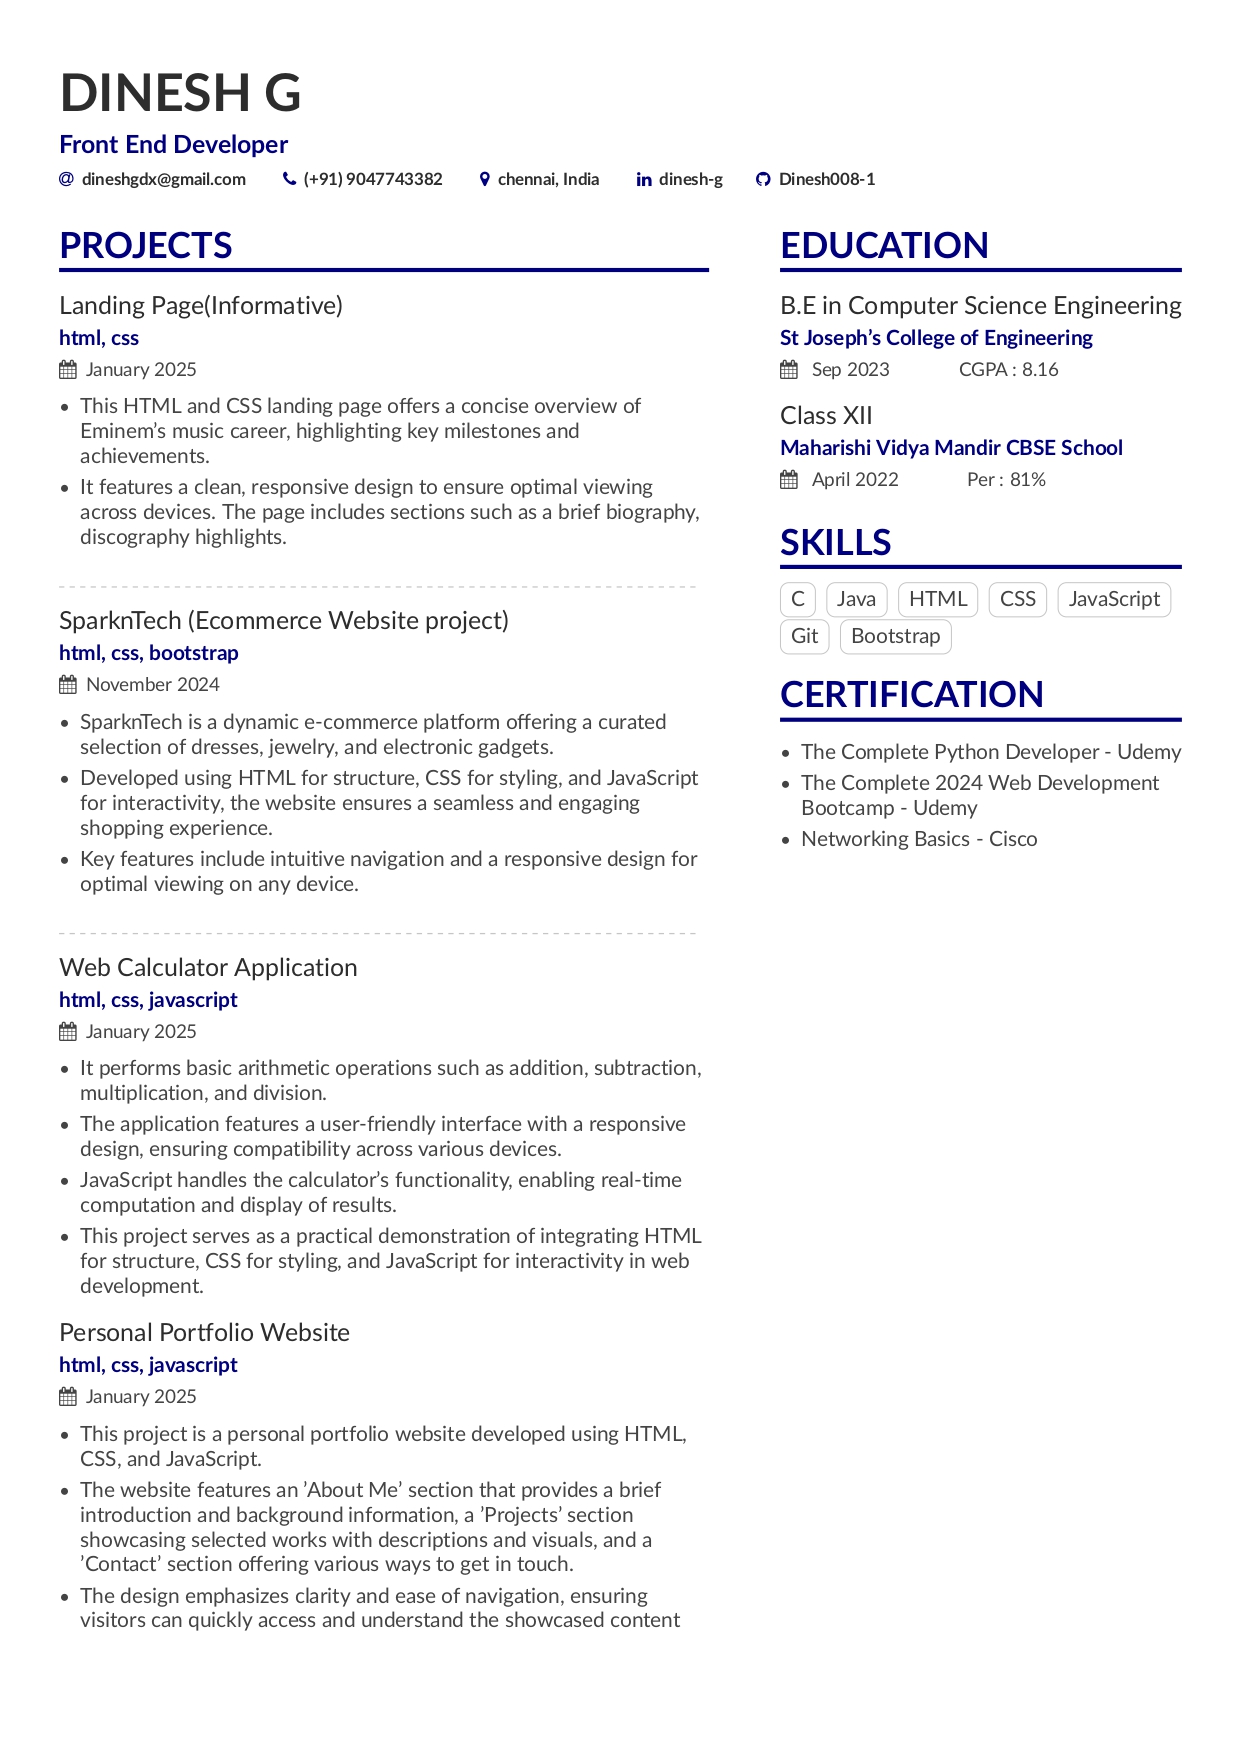 DINESH G
Front End Developer
dineshgdx@gmail.com (+91) 9047743382 chennai, India dinesh-g Dinesh008-1
PROJECTS
Landing Page(Informative)
html, css
January 2025
• This HTML and CSS landing page offers a concise overview of
Eminem’s music career, highlighting key milestones and
achievements.
• It features a clean, responsive design to ensure optimal viewing
across devices. The page includes sections such as a brief biography,
discography highlights.
SparknTech (Ecommerce Website project)
html, css, bootstrap
November 2024
• SparknTech is a dynamic e-commerce platform offering a curated
selection of dresses, jewelry, and electronic gadgets.
• Developed using HTML for structure, CSS for styling, and JavaScript
for interactivity, the website ensures a seamless and engaging
shopping experience.
• Key features include intuitive navigation and a responsive design for
optimal viewing on any device.
Web Calculator Application
html, css, javascript
January 2025
• It performs basic arithmetic operations such as addition, subtraction,
multiplication, and division.
• The application features a user-friendly interface with a responsive
design, ensuring compatibility across various devices.
• JavaScript handles the calculator’s functionality, enabling real-time
computation and display of results.
• This project serves as a practical demonstration of integrating HTML
for structure, CSS for styling, and JavaScript for interactivity in web
development.
Personal Portfolio Website
html, css, javascript
January 2025
• This project is a personal portfolio website developed using HTML,
CSS, and JavaScript.
• The website features an ’About Me’ section that provides a brief
introduction and background information, a ’Projects’ section
showcasing selected works with descriptions and visuals, and a
’Contact’ section offering various ways to get in touch.
• The design emphasizes clarity and ease of navigation, ensuring
visitors can quickly access and understand the showcased content
EDUCATION
B.E in Computer Science Engineering
St Joseph’s College of Engineering
Sep 2023 CGPA : 8.16
Class XII
Maharishi Vidya Mandir CBSE School
April 2022 Per : 81%
SKILLS
C Java HTML CSS JavaScript
Git Bootstrap
CERTIFICATION
• The Complete Python Developer - Udemy
• The Complete 2024 Web Development
Bootcamp - Udemy
• Networking Basics - Cisco